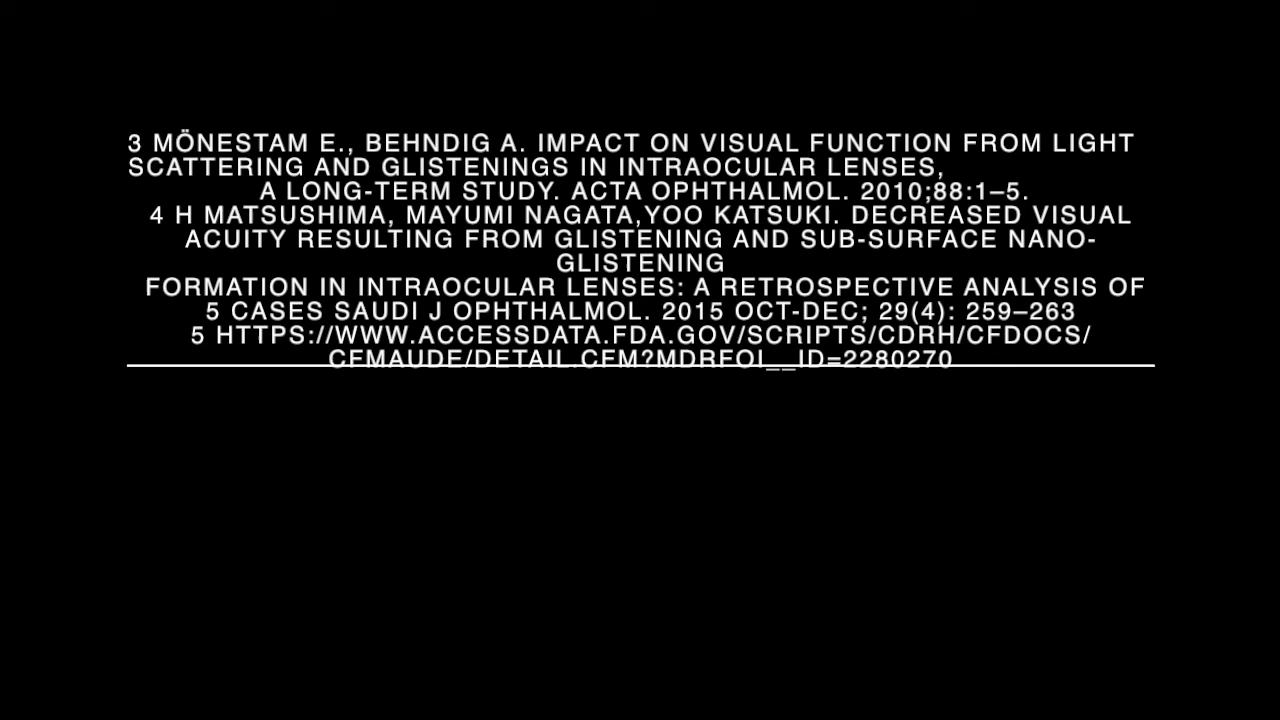 3 MÖNESTAM E., BEHNDIG A. IMPACT ON VISUAL FUNCTION FROM LIGHT
SCATTERING AND GLISTENINGS IN INTRAOCULAR LENSES,
A LONG-TERM STUDY. ACTA OPHTHALMOL. 2010;88:1–5.
4 H MATSUSHIMA, MAYUMI NAGATA,YOO KATSUKI. DECREASED VISUAL
ACUITY RESULTING FROM GLISTENING AND SUB-SURFACE NANO-
GLISTENING
FORMATION IN INTRAOCULAR LENSES: A RETROSPECTIVE ANALYSIS OF
5 CASES SAUDI J OPHTHALMOL. 2015 OCT-DEC; 29(4): 259–263
5 HTTPS://WWW.ACCESSDATA.FDA.GOV/SCRIPTS/CDRH/CFDOCS/
CFMAUDE/DETAIL.CFM?MDRFOI__ID=2280270